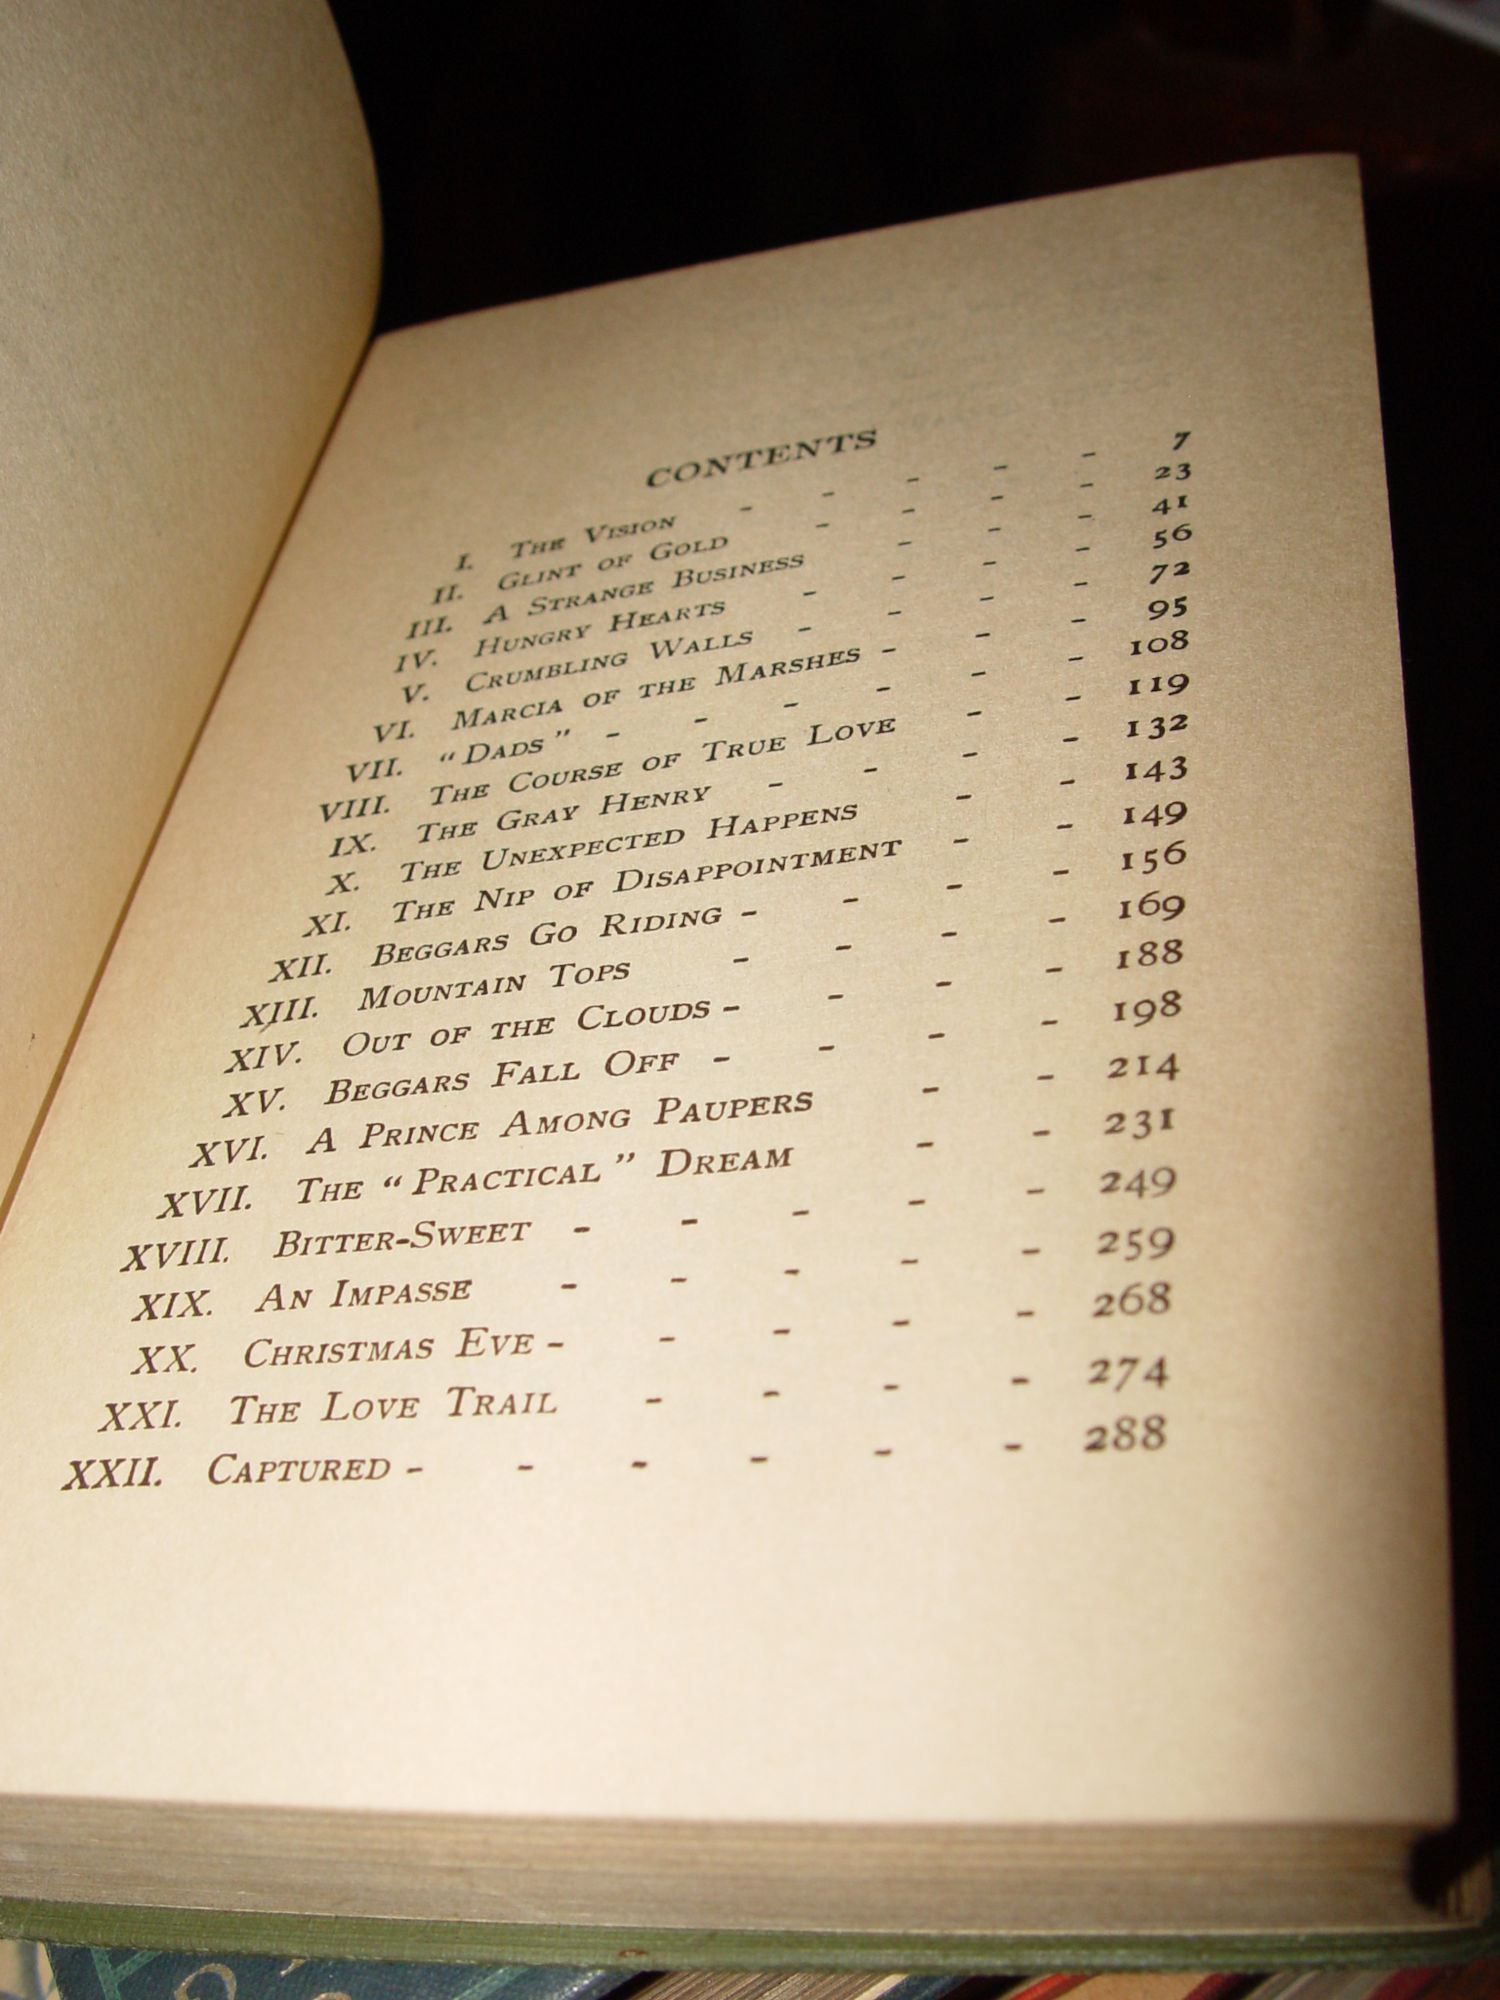 CONTENTS
I. THE VISION - - - - - 7
II. GLINT OF GOLD - - - - 23
III. A STRANGE BUSINESS - - - 41
IV. HUNGRY HEARTS - - - - 56
V. CRUMBLING WALLS - - - - 72
VI. MARCIA OF THE MARSHES - - - 95
VII. "DADS" - - - - - - 108
VIII. THE COURSE OF TRUE LOVE - - 119
IX. THE GRAY HENRY - - - - 132
X. THE UNEXPECTED HAPPENS - - 143
XI. THE NIP OF DISAPPOINTMENT - - 149
XII. BEGGARS GO RIDING - - - - 156
XIII. MOUNTAIN TOPS - - - - 169
XIV. OUT OF THE CLOUDS - - - - 188
XV. BEGGARS FALL OFF - - - - 198
XVI. A PRINCE AMONG PAUPERS - - 214
XVII. THE "PRACTICAL" DREAM - - 231
XVIII. BITTER-SWEET - - - - - 249
XIX. AN IMPASSE - - - - - 259
XX. CHRISTMAS EVE - - - - - 268
XXI. THE LOVE TRAIL - - - - 274
XXII. CAPTURED - - - - - - 288